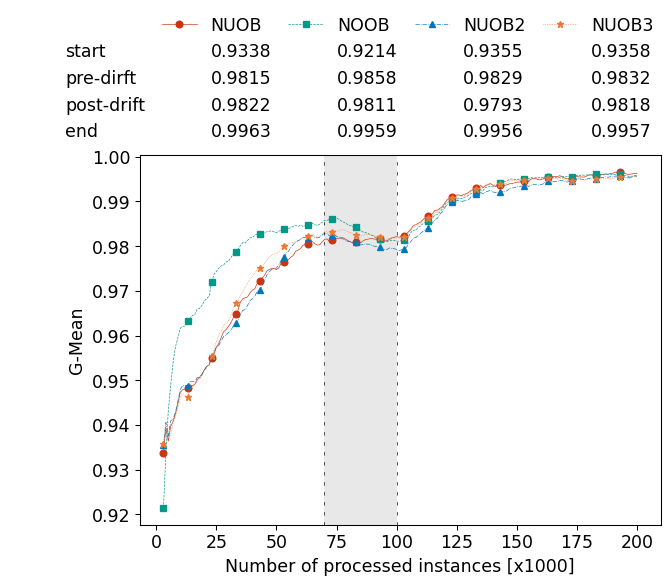 NUOB NOOB NUOB2 NUOB3
start 0.9338 0.9214 0.9355 0.9358
pre-dirft 0.9815 0.9858 0.9829 0.9832
post-drift 0.9822 0.9811 0.9793 0.9818
end 0.9963 0.9959 0.9956 0.9957
1.00
0.99
0.98
0.97
0.96
0.95
0.94
0.93
0.92
G-Mean
0 25 50 75 100 125 150 175 200
Number of processed instances [x1000]